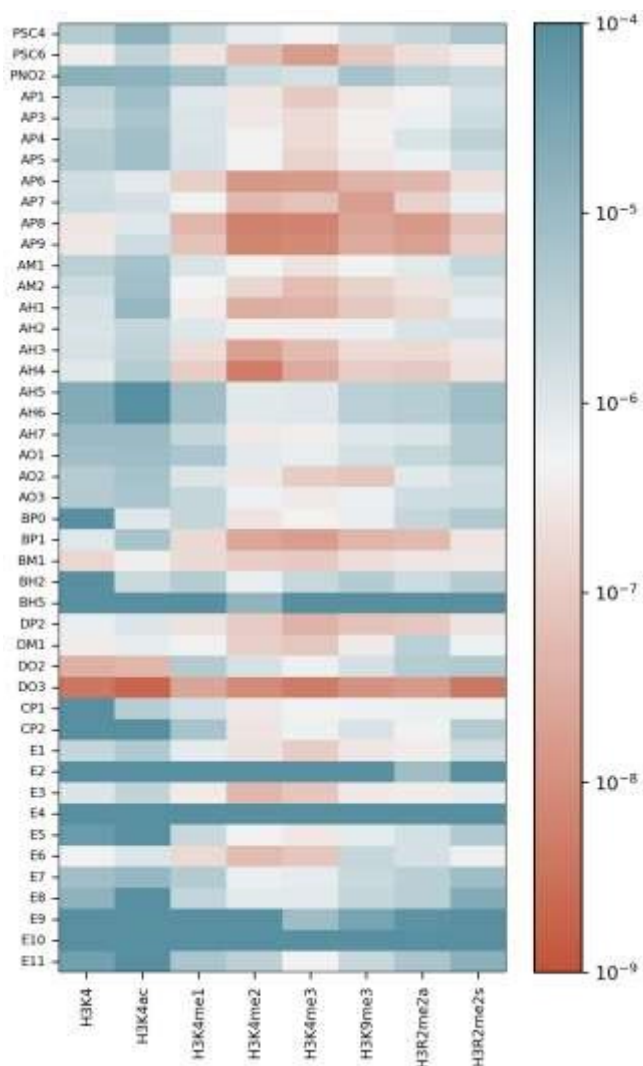 PSC4
PSC6
PNO2
AP1
AP3
AP4
AP5
AP6
AP7
AP8
AP9
AM1
AM2
AH1
AH2
AH3
AH4
AH5
AH6
AH7
AO1
AO2
AO3
BP0
BP1
BM1
BH2
BH5
DP2
DM1
DO2
DO3
CP1
CP2
E1
E2
E3
E4
E5
E6
E7
E8
E9
E10
E11
H3K4
H3K4ac
H3K4me1
H3K4me2
H3K4me3
H3K9me3
H3R2me2a
H3R2me2s
10⁻⁴
10⁻⁵
10⁻⁶
10⁻⁷
10⁻⁸
10⁻⁹